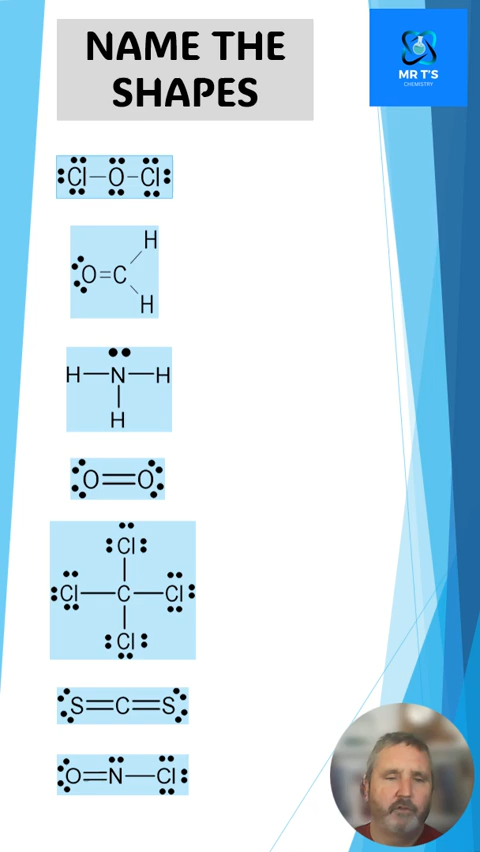 NAME THE
SHAPES
MR T'S
CHEMISTRY
Cl—O—Cl
H
O=C
H
H—N—H
H
O=O
Cl
Cl—C—Cl
Cl
S=C=S
O=N—Cl